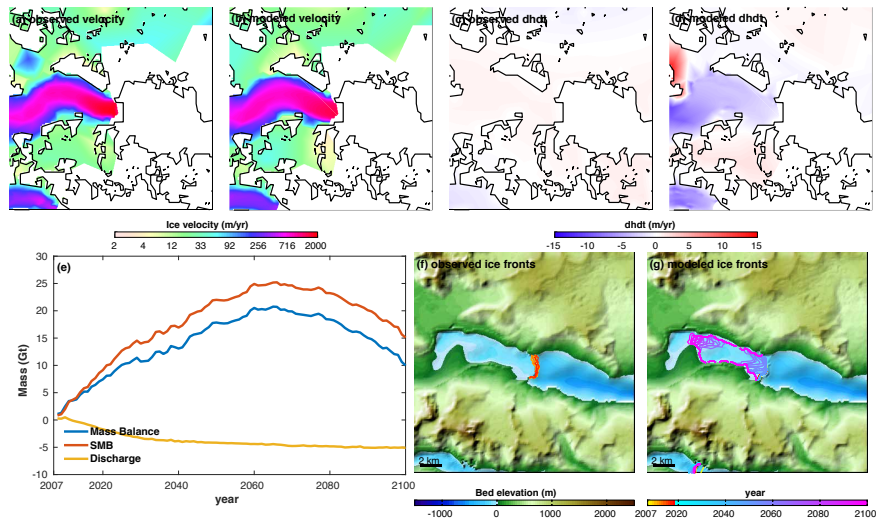 (a) observed velocity
(b) modeled velocity
(c) observed dhdt
(d) modeled dhdt
Ice velocity (m/yr)
2 4 12 33 92 256 716 2000
dhdt (m/yr)
-15 -10 -5 0 5 10 15
(e)
Mass (Gt)
30
25
20
15
10
5
0
-5
-10
Mass Balance
SMB
Discharge
2007 2020 2040 2060 2080 2100
year
(f) observed ice fronts
2 km
(g) modeled ice fronts
2 km
Bed elevation (m)
-1000 0 1000 2000
year
2007 2020 2040 2060 2080 2100